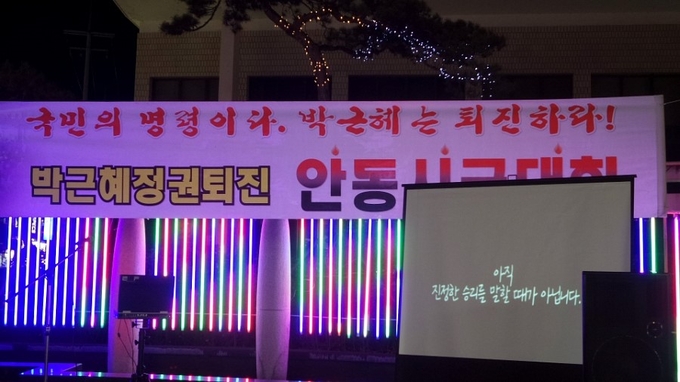 국민의 명령이다. 박근혜는 퇴진하라!
박근혜정권퇴진 안동시국대회
아직
진정한 승리를 말할 때가 아닙니다.